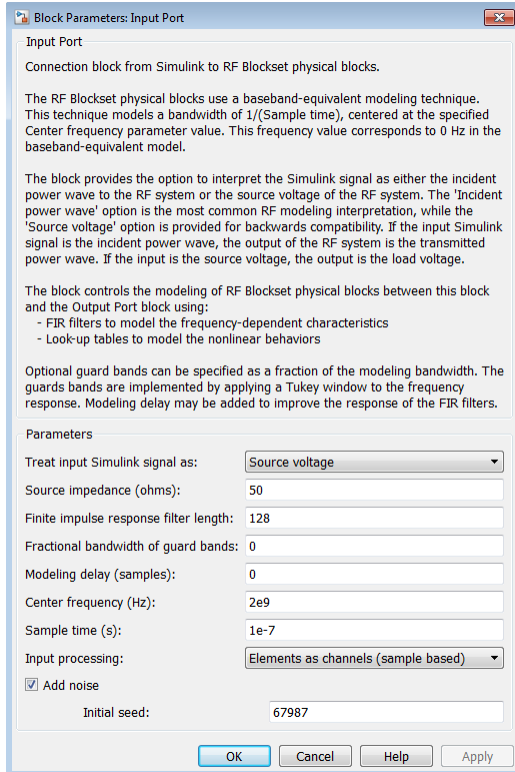 Block Parameters: Input Port
Input Port
Connection block from Simulink to RF Blockset physical blocks.
The RF Blockset physical blocks use a baseband-equivalent modeling technique.
This technique models a bandwidth of 1/(Sample time), centered at the specified
Center frequency parameter value. This frequency value corresponds to 0 Hz in the
baseband-equivalent model.
The block provides the option to interpret the Simulink signal as either the incident
power wave to the RF system or the source voltage of the RF system. The 'Incident
power wave' option is the most common RF modeling interpretation, while the
'Source voltage' option is provided for backwards compatibility. If the input Simulink
signal is the incident power wave, the output of the RF system is the transmitted
power wave. If the input is the source voltage, the output is the load voltage.
The block controls the modeling of RF Blockset physical blocks between this block
and the Output Port block using:
- FIR filters to model the frequency-dependent characteristics
- Look-up tables to model the nonlinear behaviors
Optional guard bands can be specified as a fraction of the modeling bandwidth. The
guards bands are implemented by applying a Tukey window to the frequency
response. Modeling delay may be added to improve the response of the FIR filters.
Parameters
Treat input Simulink signal as: Source voltage
Source impedance (ohms): 50
Finite impulse response filter length: 128
Fractional bandwidth of guard bands: 0
Modeling delay (samples): 0
Center frequency (Hz): 2e9
Sample time (s): 1e-7
Input processing: Elements as channels (sample based)
Add noise
Initial seed: 67987
OK Cancel Help Apply